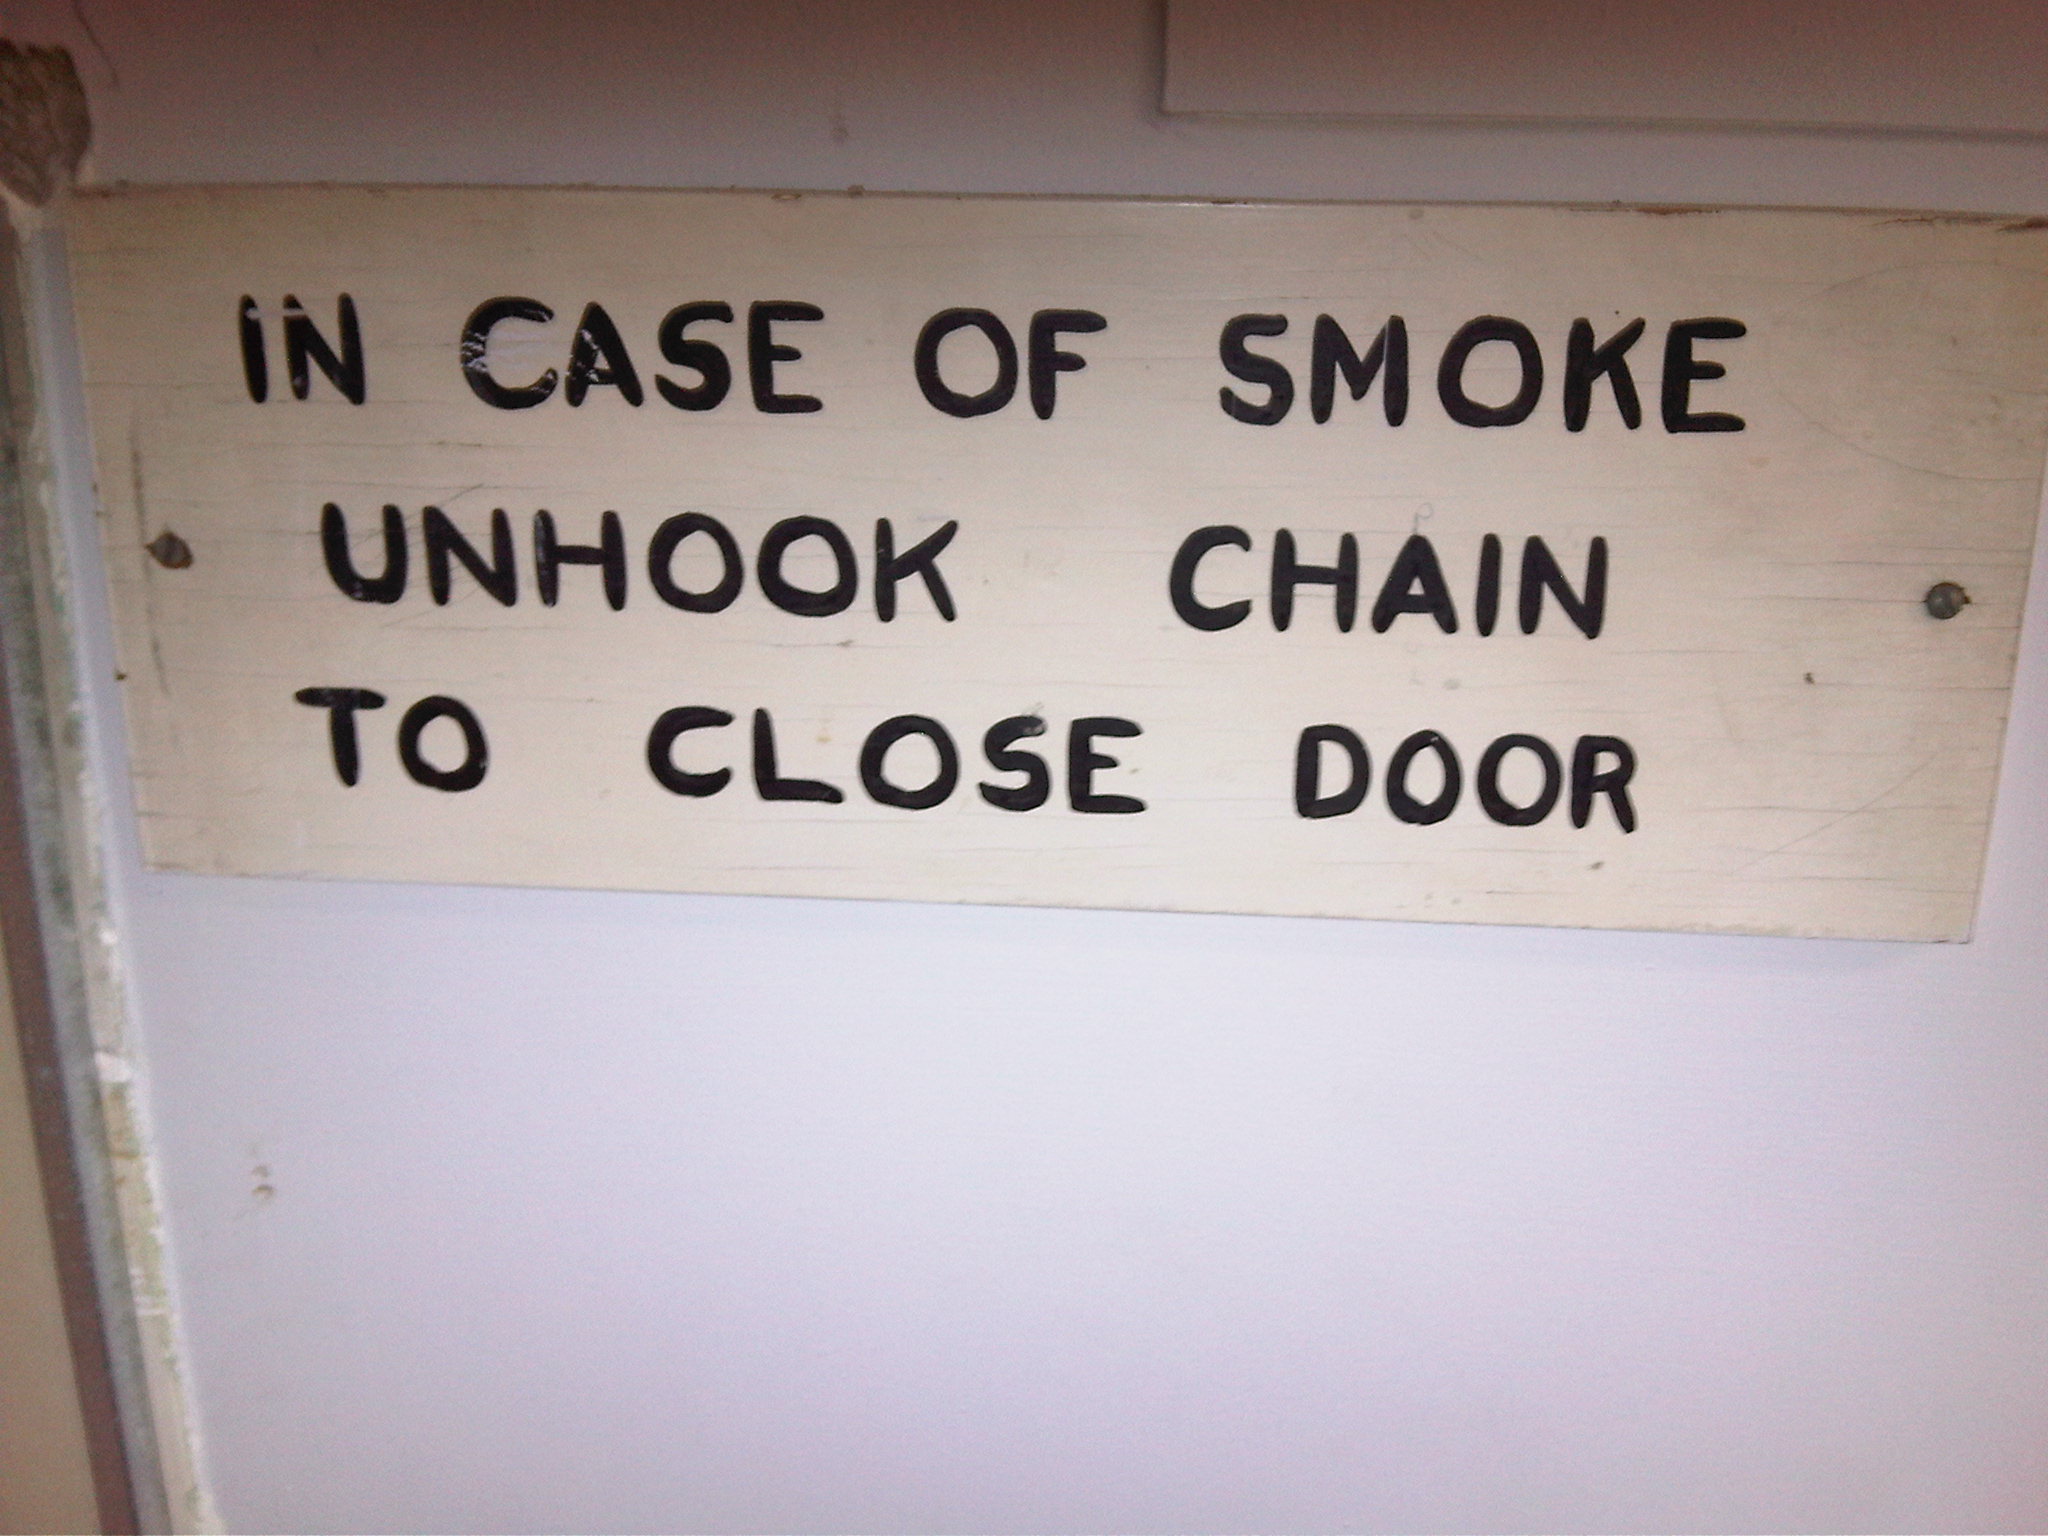 IN CASE OF SMOKE
UNHOOK CHAIN
TO CLOSE DOOR